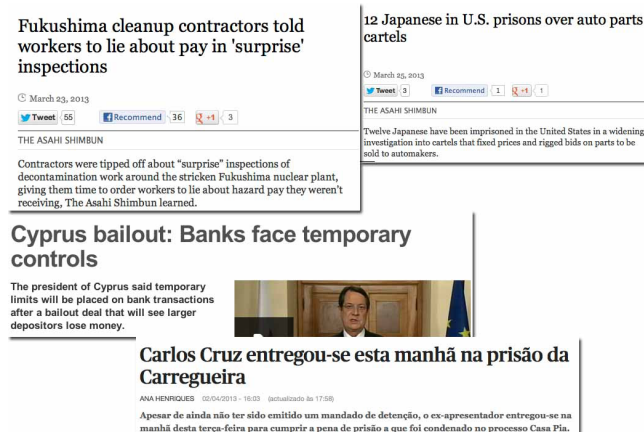 Fukushima cleanup contractors told
workers to lie about pay in 'surprise'
inspections
March 23, 2013
Tweet 55 Recommend 36 +1 3
THE ASAHI SHIMBUN
Contractors were tipped off about “surprise” inspections of
decontamination work around the stricken Fukushima nuclear plant,
giving them time to order workers to lie about hazard pay they weren’t
receiving, The Asahi Shimbun learned.
12 Japanese in U.S. prisons over auto parts
cartels
March 25, 2013
Tweet 3 Recommend 1 +1 1
THE ASAHI SHIMBUN
Twelve Japanese have been imprisoned in the United States in a widening
investigation into cartels that fixed prices and rigged bids on parts to be
sold to automakers.
Cyprus bailout: Banks face temporary
controls
The president of Cyprus said temporary
limits will be placed on bank transactions
after a bailout deal that will see larger
depositors lose money.
Carlos Cruz entregou-se esta manhã na prisão da
Carregueira
ANA HENRIQUES 02/04/2013 - 16:03 (actualizado às 17:58)
Apesar de ainda não ter sido emitido um mandado de detenção, o ex-apresentador entregou-se na
manhã desta terça-feira para cumprir a pena de prisão a que foi condenado no processo Casa Pia.